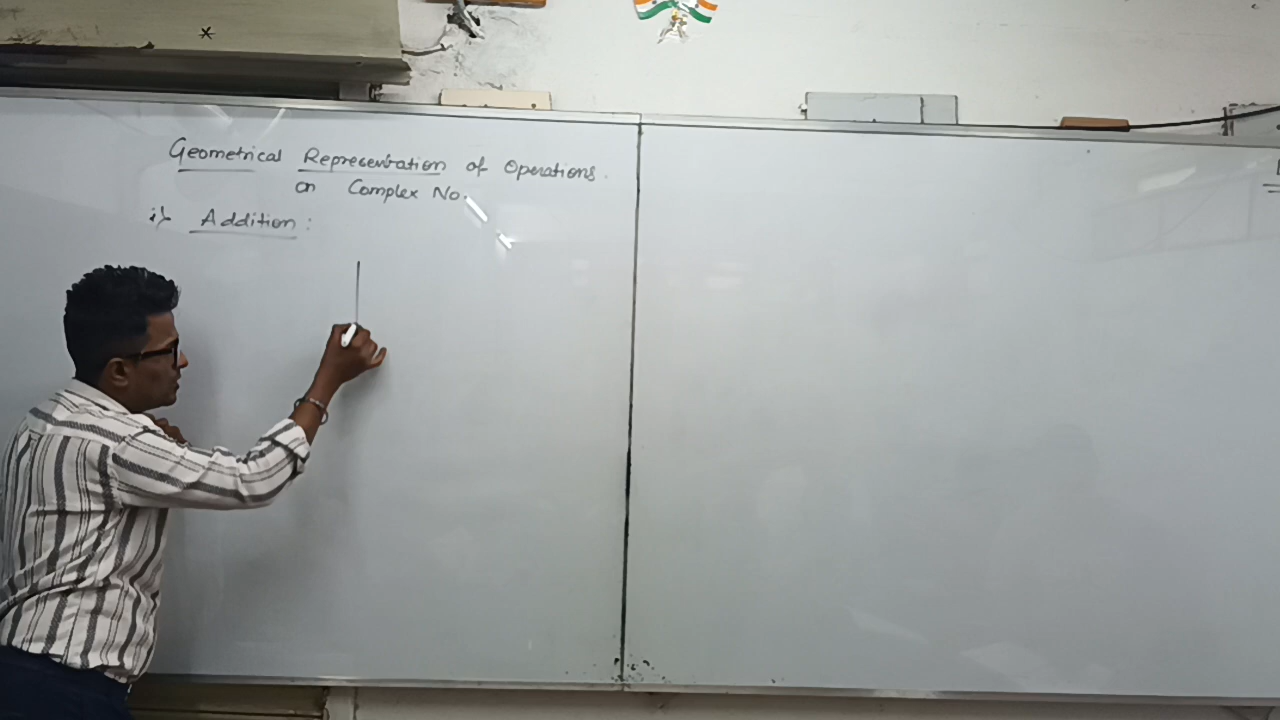 Geometrical Representation of Operations.
on Complex No.
i) Addition :